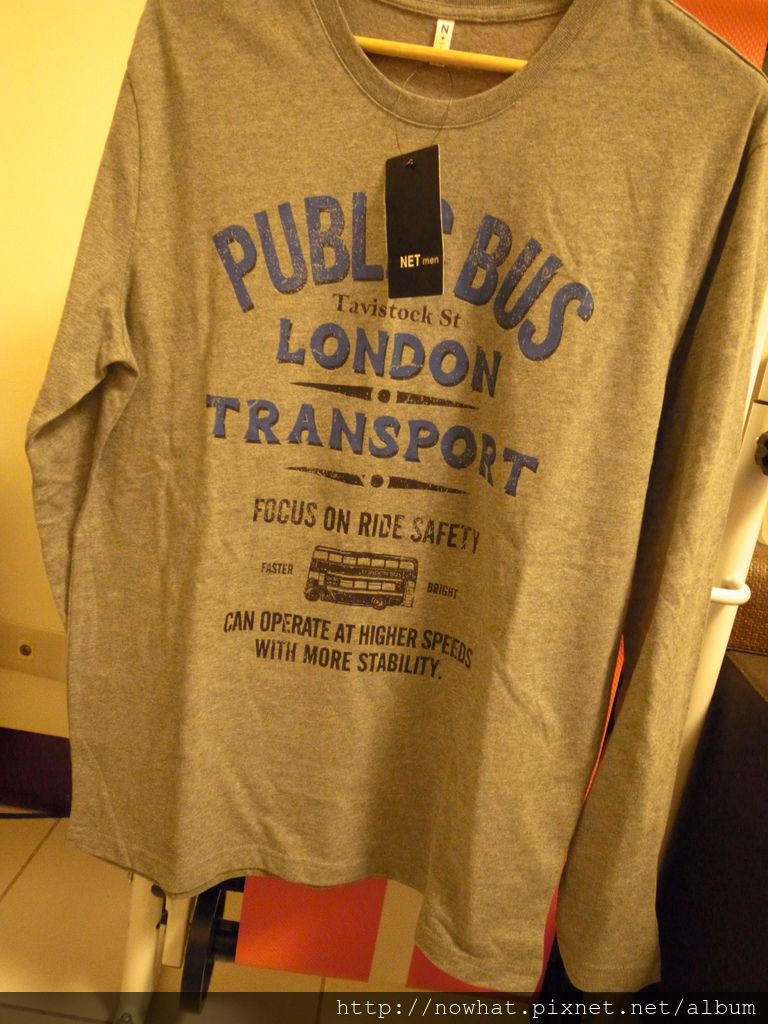 N
NET men
PUBLIC BUS
Tavistock St
LONDON
TRANSPORT
FOCUS ON RIDE SAFETY
FASTER
BRIGHT
CAN OPERATE AT HIGHER SPEEDS
WITH MORE STABILITY.
http://nowhat.pixnet.net/album